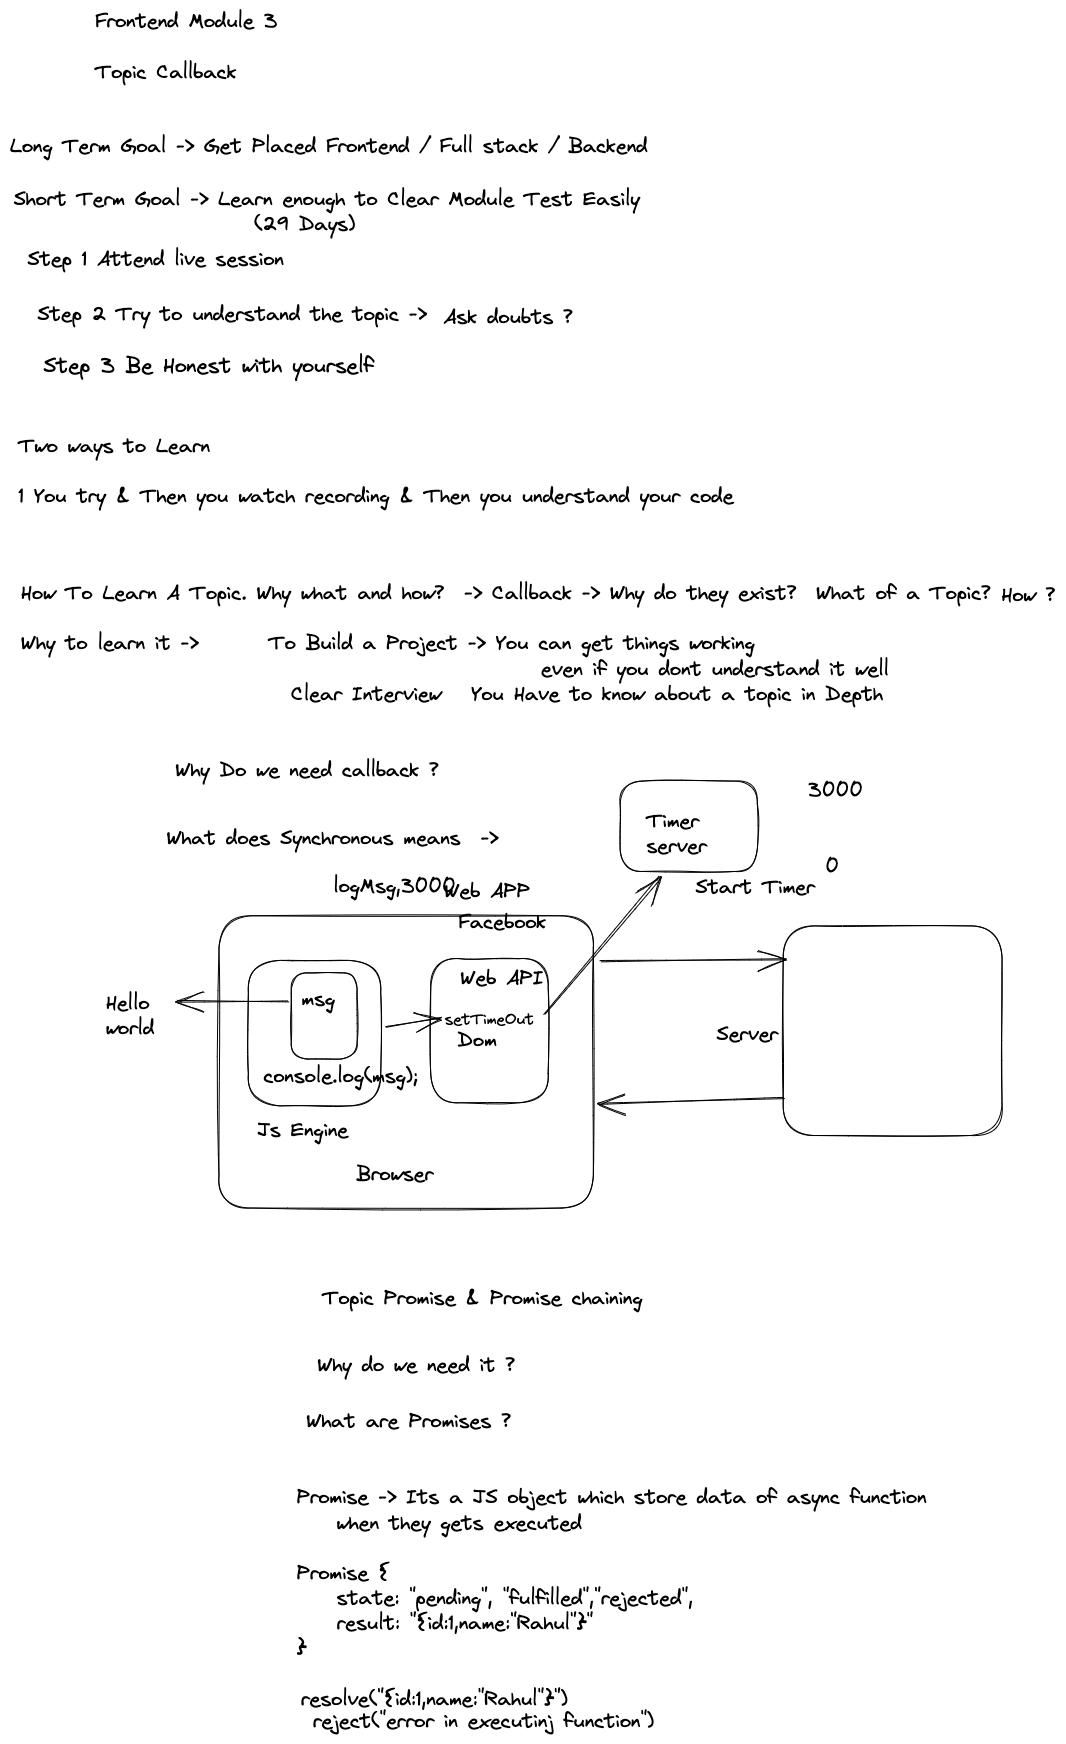 Frontend Module 3
Topic Callback
Long Term Goal -> Get Placed Frontend / Full stack / Backend
Short Term Goal -> Learn enough to Clear Module Test Easily
(29 Days)
Step 1 Attend live session
Step 2 Try to understand the topic -> Ask doubts ?
Step 3 Be Honest with yourself
Two ways to Learn
1 You try & Then you watch recording & Then you understand your code
How To Learn A Topic. Why what and how? -> Callback -> Why do they exist? What of a Topic? How ?
Why to learn it -> To Build a Project -> You can get things working
even if you dont understand it well
Clear Interview You Have to know about a topic in Depth
Why Do we need callback ?
3000
Timer
server
What does Synchronous means ->
0
Start Timer
logMsg,3000
Web APP
Facebook
Web API
msg
Hello
world
setTimeOut
Dom
Server
console.log(msg);
Js Engine
Browser
Topic Promise & Promise chaining
Why do we need it ?
What are Promises ?
Promise -> Its a JS object which store data of async function
when they gets executed
Promise {
state: "pending", "fulfilled","rejected",
result: "{id:1,name:"Rahul"}"
}
resolve("{id:1,name:"Rahul"}")
reject("error in executinj function")